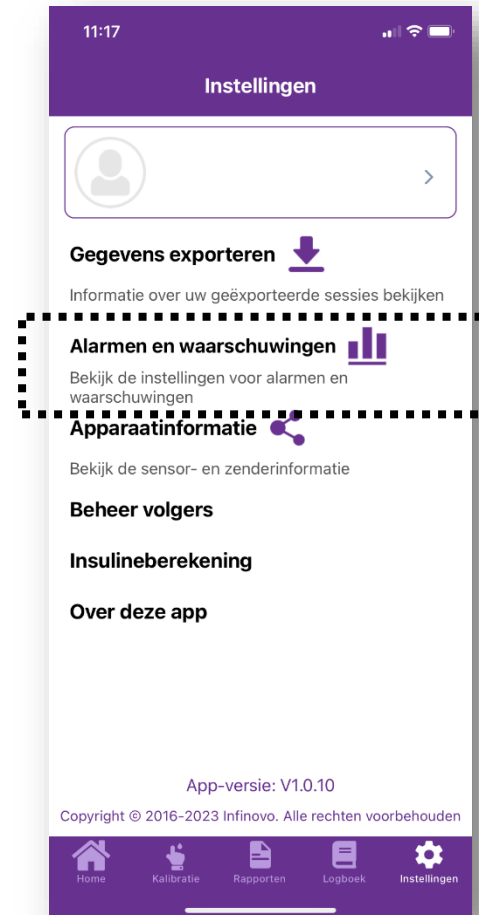 11:17
Instellingen
Gegevens exporteren
Informatie over uw geëxporteerde sessies bekijken
Alarmen en waarschuwingen
Bekijk de instellingen voor alarmen en
waarschuwingen
Apparaatinformatie
Bekijk de sensor- en zenderinformatie
Beheer volgers
Insulineberekening
Over deze app
App-versie: V1.0.10
Copyright © 2016-2023 Infinovo. Alle rechten voorbehouden
Home Kalibratie Rapporten Logboek Instellingen